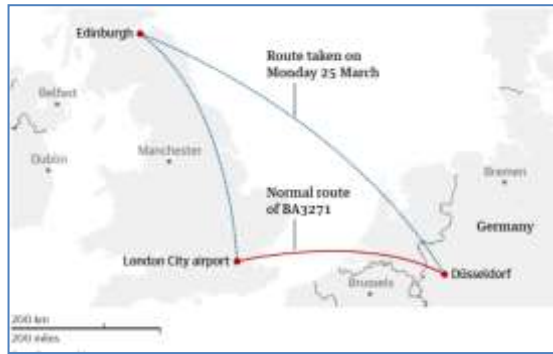 Edinburgh
Route taken on
Monday 25 March
Belfast
Dublin
Manchester
Bremen
Normal route
of BA3271
Germany
London City airport
Düsseldorf
Brussels
200 km
200 miles